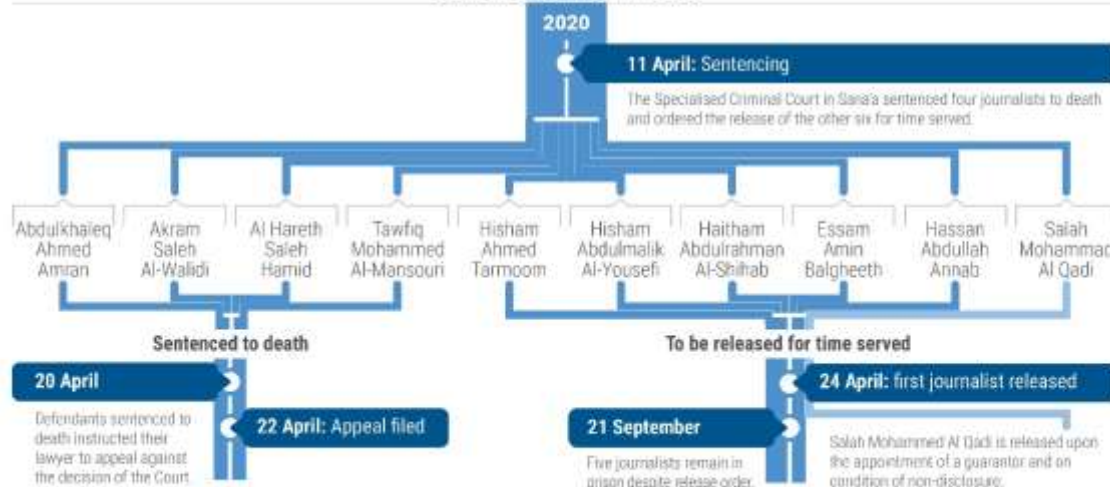 2020
11 April: Sentencing
The Specialised Criminal Court in Sana'a sentenced four journalists to death
and ordered the release of the other six for time served.
Abdulkhaleq
Ahmed
Amran
Akram
Saleh
Al-Walidi
Al Hareth
Saleh
Hamid
Tawfiq
Mohammed
Al-Mansouri
Hisham
Ahmed
Tarmoom
Hisham
Abdulmalik
Al-Yousefi
Haitham
Abdulrahman
Al-Shihab
Essam
Amin
Balgheeth
Hassan
Abdullah
Annab
Salah
Mohammad
Al Qadi
Sentenced to death
To be released for time served
20 April
Defendants sentenced to
death instructed their
lawyer to appeal against
the decision of the Court
22 April: Appeal filed
24 April: first journalist released
Salah Mohammed Al Qadi is released upon
the appointment of a guarantor and on
condition of non-disclosure.
21 September
Five journalists remain in
prison despite release order.